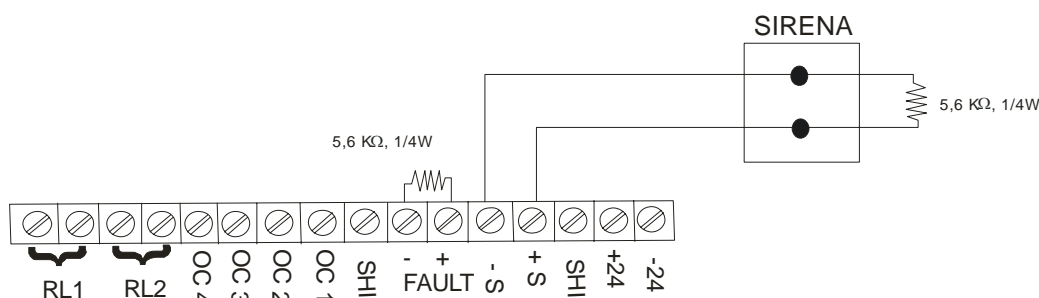 SIRENA
5,6 KΩ, 1/4W
5,6 KΩ, 1/4W
RL1
RL2
OC 4
OC 3
OC 2
OC 1
SHI
- +
FAULT
- S
+ S
SHI
+24
-24